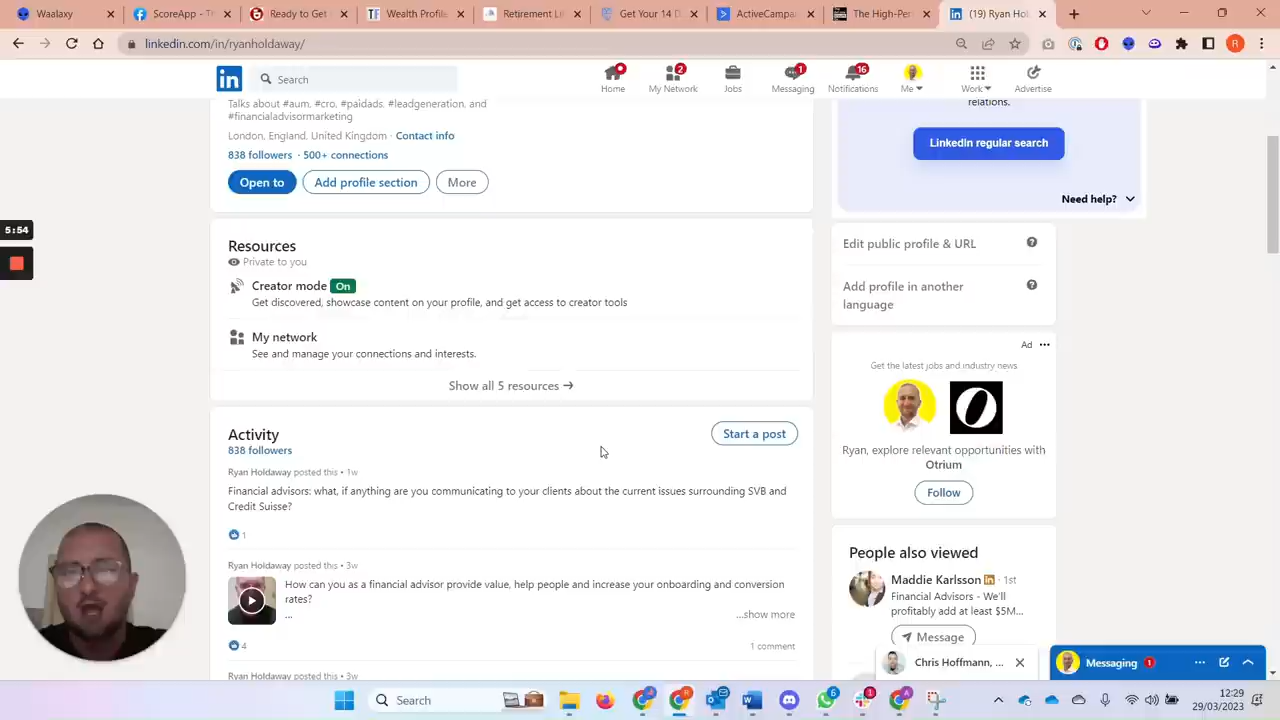 Waalaxy
ScoreApp - Th
Ready to Get
Wealth Profile
Retirement Lif
Get Your 14 D
ActiveCampai
The High-Per
(19) Ryan Hol
linkedin.com/in/ryanholdaway/
Search
Home
2
My Network
Jobs
1
Messaging
16
Notifications
Me
Work
Advertise
Talks about #aum, #cro, #paidads, #leadgeneration, and
#financialadvisormarketing
London, England, United Kingdom · Contact info
838 followers · 500+ connections
Open to
Add profile section
More
relations.
LinkedIn regular search
Need help?
5:54
Resources
Private to you
Creator mode On
Get discovered, showcase content on your profile, and get access to creator tools
My network
See and manage your connections and interests.
Show all 5 resources →
Edit public profile & URL
Add profile in another
language
Ad
Get the latest jobs and industry news
Ryan, explore relevant opportunities with
Otrium
Follow
Activity
838 followers
Start a post
Ryan Holdaway posted this • 1w
Financial advisors: what, if anything are you communicating to your clients about the current issues surrounding SVB and
Credit Suisse?
1
Ryan Holdaway posted this • 3w
How can you as a financial advisor provide value, help people and increase your onboarding and conversion
rates?
...
...show more
4
1 comment
Ryan Holdaway posted this • 3w
People also viewed
Maddie Karlsson in · 1st
Financial Advisors - We'll
profitably add at least $5M...
Message
Chris Hoffmann, ...
Messaging 1
Search
12:29
29/03/2023